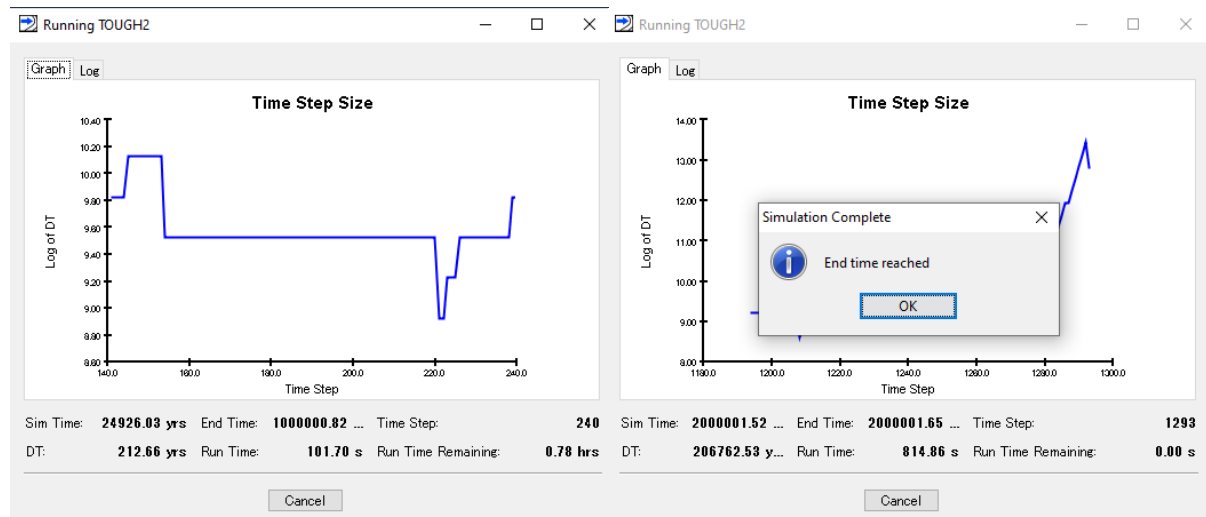 Running TOUGH2
Graph Log
Time Step Size
10.40
10.20
10.00
9.80
9.60
9.40
9.20
9.00
8.80
8.60
Log of DT
140.0 160.0 180.0 200.0 220.0 240.0
Time Step
Sim Time: 24926.03 yrs End Time: 1000000.82 ... Time Step: 240
DT: 212.66 yrs Run Time: 101.70 s Run Time Remaining: 0.78 hrs
Cancel
Running TOUGH2
Graph Log
Time Step Size
14.00
13.00
12.00
11.00
10.00
9.00
8.00
Log of DT
1180.0 1200.0 1220.0 1240.0 1260.0 1280.0 1300.0
Time Step
Simulation Complete
End time reached
OK
Sim Time: 2000001.52 ... End Time: 2000001.65 ... Time Step: 1293
DT: 206762.53 y... Run Time: 814.86 s Run Time Remaining: 0.00 s
Cancel